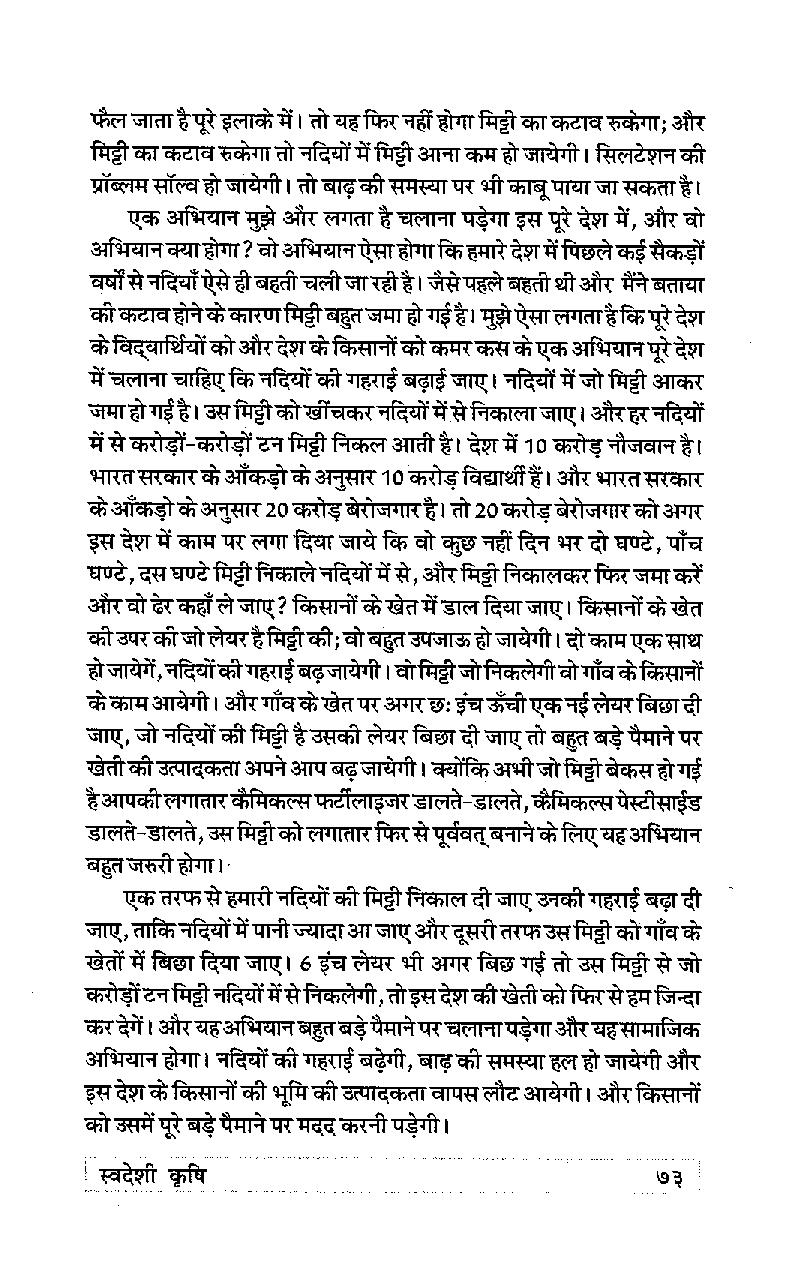 फैल जाता है पूरे इलाके में। तो यह फिर नहीं होगा मिट्टी का कटाव रुकेगा; और
मिट्टी का कटाव रुकेगा तो नदियों में मिट्टी आना कम हो जायेगी। सिलटेशन की
प्रॉब्लम सॉल्व हो जायेगी। तो बाढ़ की समस्या पर भी काबू पाया जा सकता है।
एक अभियान मुझे और लगता है चलाना पड़ेगा इस पूरे देश में, और वो
अभियान क्या होगा? वो अभियान ऐसा होगा कि हमारे देश में पिछले कई सैकड़ों
वर्षों से नदियाँ ऐसे ही बहती चली जा रही है। जैसे पहले बहती थी और मैंने बताया
की कटाव होने के कारण मिट्टी बहुत जमा हो गई है। मुझे ऐसा लगता है कि पूरे देश
के विद्यार्थियों को और देश के किसानों को कमर कस के एक अभियान पूरे देश
में चलाना चाहिए कि नदियों की गहराई बढ़ाई जाए। नदियों में जो मिट्टी आकर
जमा हो गई है। उस मिट्टी को खींचकर नदियों में से निकाला जाए। और हर नदियों
में से करोड़ों-करोड़ों टन मिट्टी निकल आती है। देश में 10 करोड़ नौजवान है।
भारत सरकार के आँकड़ो के अनुसार 10 करोड़ विद्यार्थी हैं। और भारत सरकार
के आँकड़ो के अनुसार 20 करोड़ बेरोजगार है। तो 20 करोड़ बेरोजगार को अगर
इस देश में काम पर लगा दिया जाये कि वो कुछ नहीं दिन भर दो घण्टे, पाँच
घण्टे, दस घण्टे मिट्टी निकाले नदियों में से, और मिट्टी निकालकर फिर जमा करें
और वो ढेर कहाँ ले जाए? किसानों के खेत में डाल दिया जाए। किसानों के खेत
की उपर की जो लेयर है मिट्टी की; वो बहुत उपजाऊ हो जायेगी। दो काम एक साथ
हो जायेगें, नदियों की गहराई बढ़ जायेगी। वो मिट्टी जो निकलेगी वो गाँव के किसानों
के काम आयेगी। और गाँव के खेत पर अगर छः इंच ऊँची एक नई लेयर बिछा दी
जाए, जो नदियों की मिट्टी है उसकी लेयर बिछा दी जाए तो बहुत बड़े पैमाने पर
खेती की उत्पादकता अपने आप बढ़ जायेगी। क्योंकि अभी जो मिट्टी बेकस हो गई
है आपकी लगातार कैमिकल्स फर्टीलाइजर डालते-डालते, कैमिकल्स पेस्टीसाईड
डालते-डालते, उस मिट्टी को लगातार फिर से पूर्ववत् बनाने के लिए यह अभियान
बहुत जरूरी होगा।
एक तरफ से हमारी नदियों की मिट्टी निकाल दी जाए उनकी गहराई बढ़ा दी
जाए, ताकि नदियों में पानी ज्यादा आ जाए और दूसरी तरफ उस मिट्टी को गाँव के
खेतों में बिछा दिया जाए। 6 इंच लेयर भी अगर बिछ गई तो उस मिट्टी से जो
करोड़ों टन मिट्टी नदियों में से निकलेगी, तो इस देश की खेती को फिर से हम जिन्दा
कर देगें। और यह अभियान बहुत बड़े पैमाने पर चलाना पड़ेगा और यह सामाजिक
अभियान होगा। नदियों की गहराई बढ़ेगी, बाढ़ की समस्या हल हो जायेगी और
इस देश के किसानों की भूमि की उत्पादकता वापस लौट आयेगी। और किसानों
को उसमें पूरे बड़े पैमाने पर मदद करनी पड़ेगी।
स्वदेशी कृषि ७३